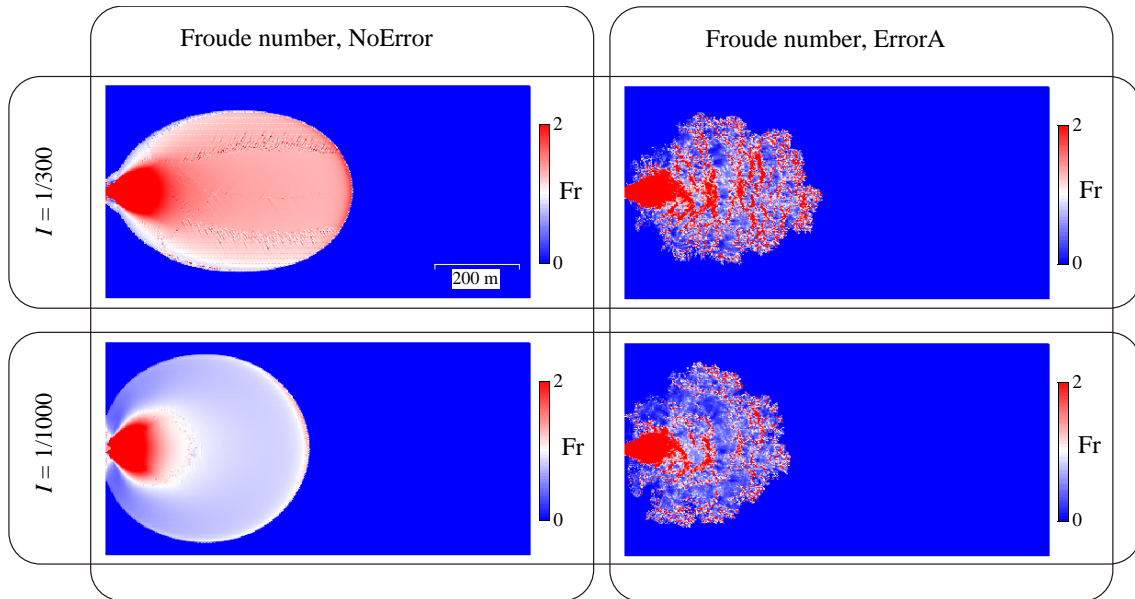 Froude number, NoError
Froude number, ErrorA
I = 1/300
2
Fr
0
200 m
2
Fr
0
I = 1/1000
2
Fr
0
2
Fr
0